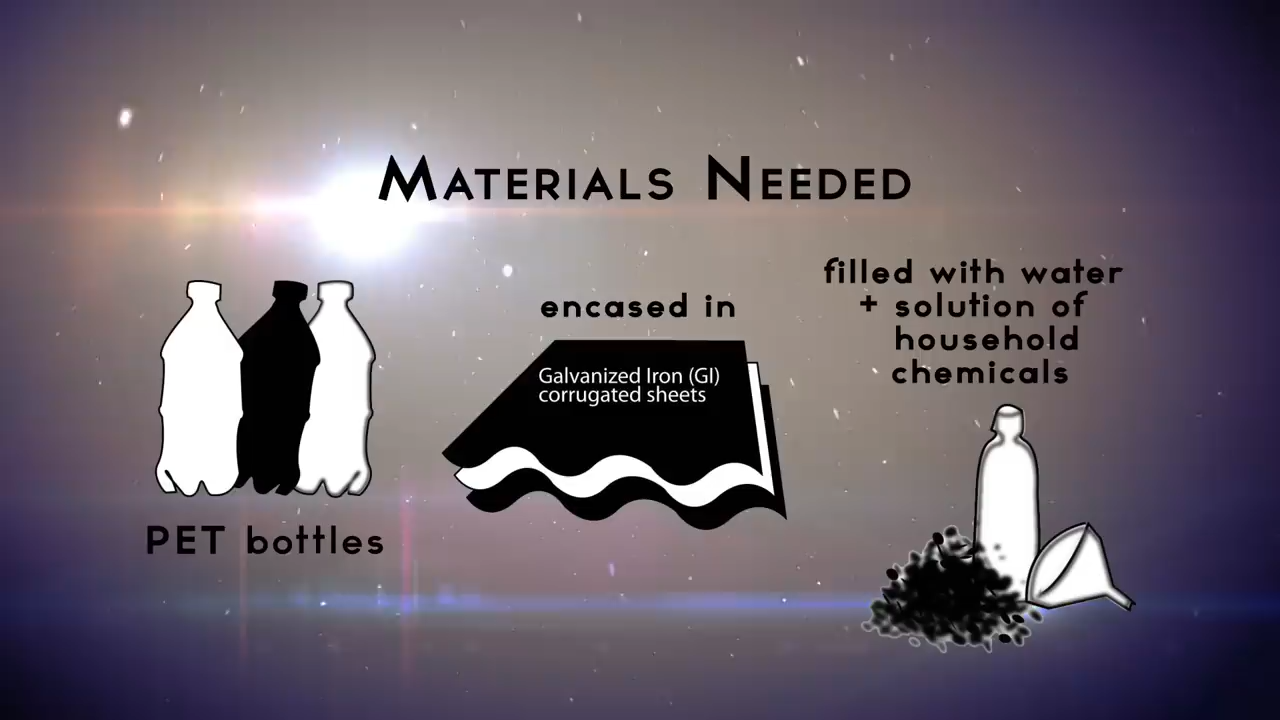 Materials Needed
PET bottles
encased in
Galvanized Iron (GI)
corrugated sheets
filled with water
+ solution of
household
chemicals